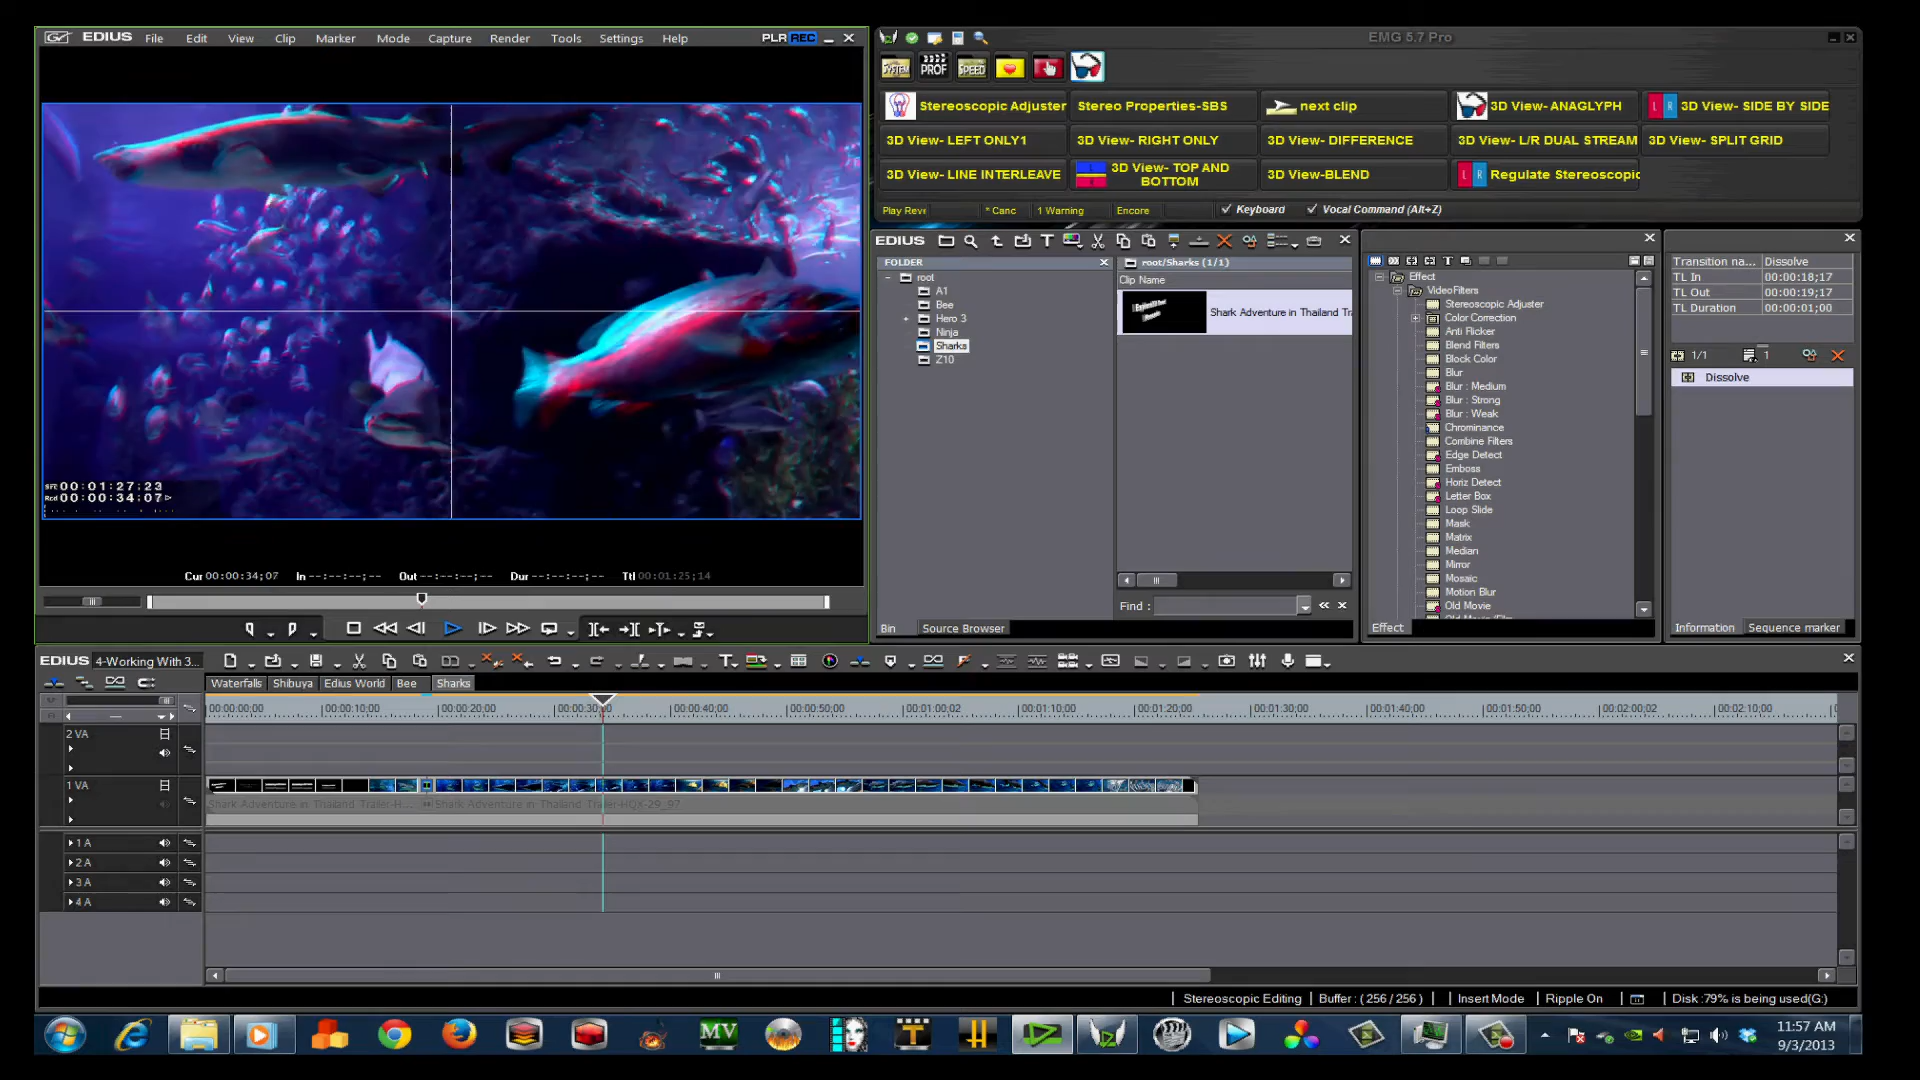 EDIUS File Edit View Clip Marker Mode Capture Render Tools Settings Help PLR REC
EMG 5.7 Pro
SYSTEM PROF SPEED
Stereoscopic Adjuster Stereo Properties-SBS next clip 3D View- ANAGLYPH L R 3D View- SIDE BY SIDE
3D View- LEFT ONLY1 3D View- RIGHT ONLY 3D View- DIFFERENCE 3D View- L/R DUAL STREAM 3D View- SPLIT GRID
3D View- LINE INTERLEAVE 3D View- TOP AND BOTTOM 3D View-BLEND L R Regulate Stereoscopic
Play Reve * Canc 1 Warning Encore Keyboard Vocal Command (Alt+Z)
EDIUS
FOLDER
root
A1
Bee
Hero 3
Ninja
Sharks
Z10
root/Sharks (1/1)
Clip Name
Shark Adventure in Thailand Tr
Find :
Bin Source Browser
Effect
VideoFilters
Stereoscopic Adjuster
Color Correction
Anti Flicker
Blend Filters
Block Color
Blur
Blur : Medium
Blur : Strong
Blur : Weak
Chrominance
Combine Filters
Edge Detect
Emboss
Horiz Detect
Letter Box
Loop Slide
Mask
Matrix
Median
Mirror
Mosaic
Motion Blur
Old Movie
Effect
Transition na... Dissolve
TL In 00:00:18;17
TL Out 00:00:19;17
TL Duration 00:00:01;00
1/1 1
Dissolve
Information Sequence marker
00:01:27:23
Rcd 00:00:34;07
Cur 00:00:34;07 In --:--:--;-- Out --:--:--;-- Dur --:--:--;-- Ttl 00:01:25;14
EDIUS 4-Working With 3...
Waterfalls Shibuya Edius World Bee Sharks
00:00:00;00 00:00:10;00 00:00:20;00 00:00:30;00 00:00:40;00 00:00:50;00 00:01:00;02 00:01:10;02 00:01:20;02 00:01:30;02 00:01:40;02 00:01:50;02 00:02:00;02 00:02:10;02
2 VA
1 VA
Shark Adventure in Thailand Trailer-H... Shark Adventure in Thailand Trailer-HQX-29_97
1 A
2 A
3 A
4 A
Stereoscopic Editing Buffer : ( 256 / 256 ) Insert Mode Ripple On Disk :79% is being used(G:)
MV T
11:57 AM
9/3/2013